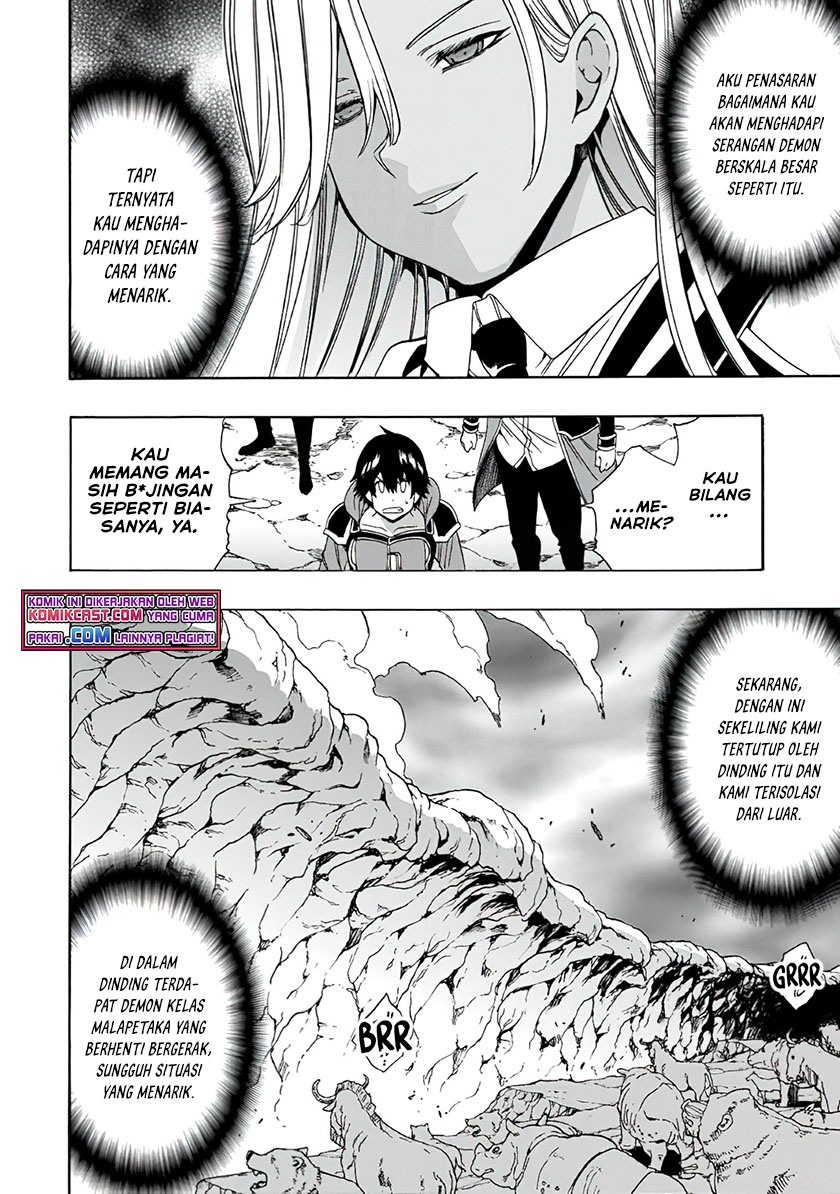 AKU PENASARAN
BAGAIMANA KAU
AKAN MENGHADAPI
SERANGAN DEMON
BERSKALA BESAR
SEPERTI ITU.
TAPI
TERNYATA
KAU MENGHA-
DAPINYA DENGAN
CARA YANG
MENARIK.
KAU
BILANG
...
...ME-
NARIK?
KAU
MEMANG MA-
SIH B*JINGAN
SEPERTI BIA-
SANYA, YA.
KOMIK INI DIKERJAKAN OLEH WEB
KOMIKCAST.COM YANG CUMA
PAKAI .COM LAINNYA PLAGIAT!
SEKARANG,
DENGAN INI
SEKELILING KAMI
TERTUTUP OLEH
DINDING ITU DAN
KAMI TERISOLASI
DARI LUAR.
GRRR
BRR
DI DALAM
DINDING TERDA-
PAT DEMON KELAS
MALAPETAKA YANG
BERHENTI BERGERAK,
SUNGGUH SITUASI
YANG MENARIK.